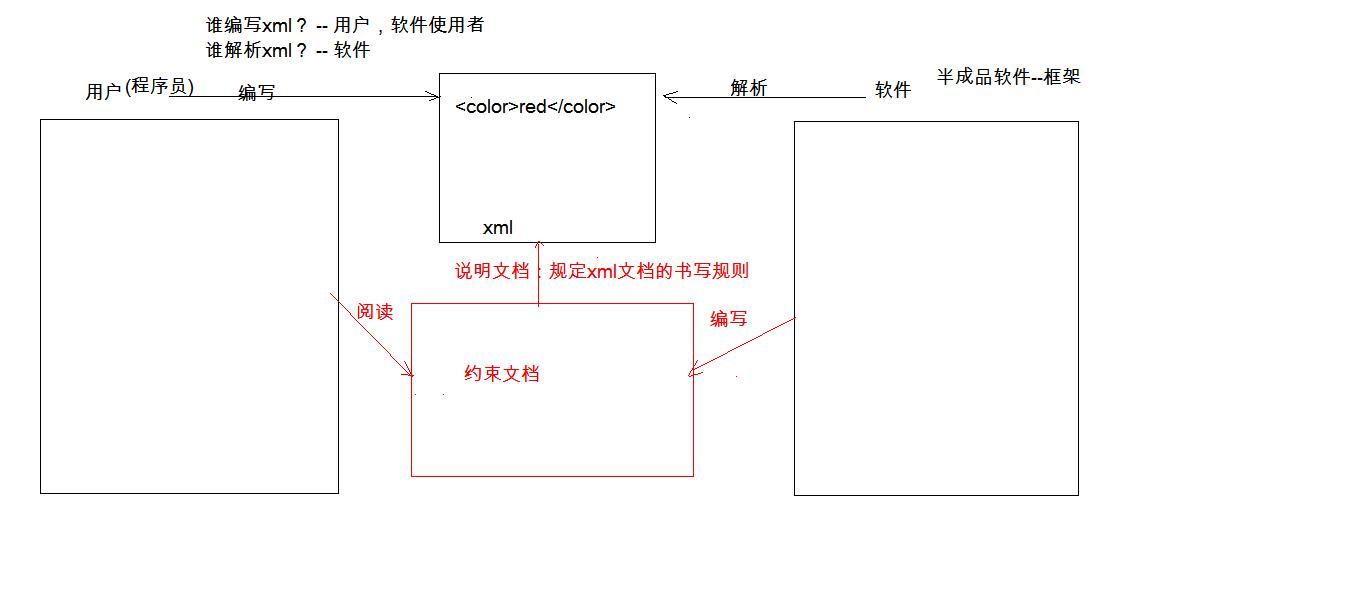 谁编写xml？ -- 用户，软件使用者
谁解析xml？ -- 软件
用户(程序员)
编写
<color>red</color>
xml
解析
软件
半成品软件--框架
说明文档：规定xml文档的书写规则
阅读
编写
约束文档